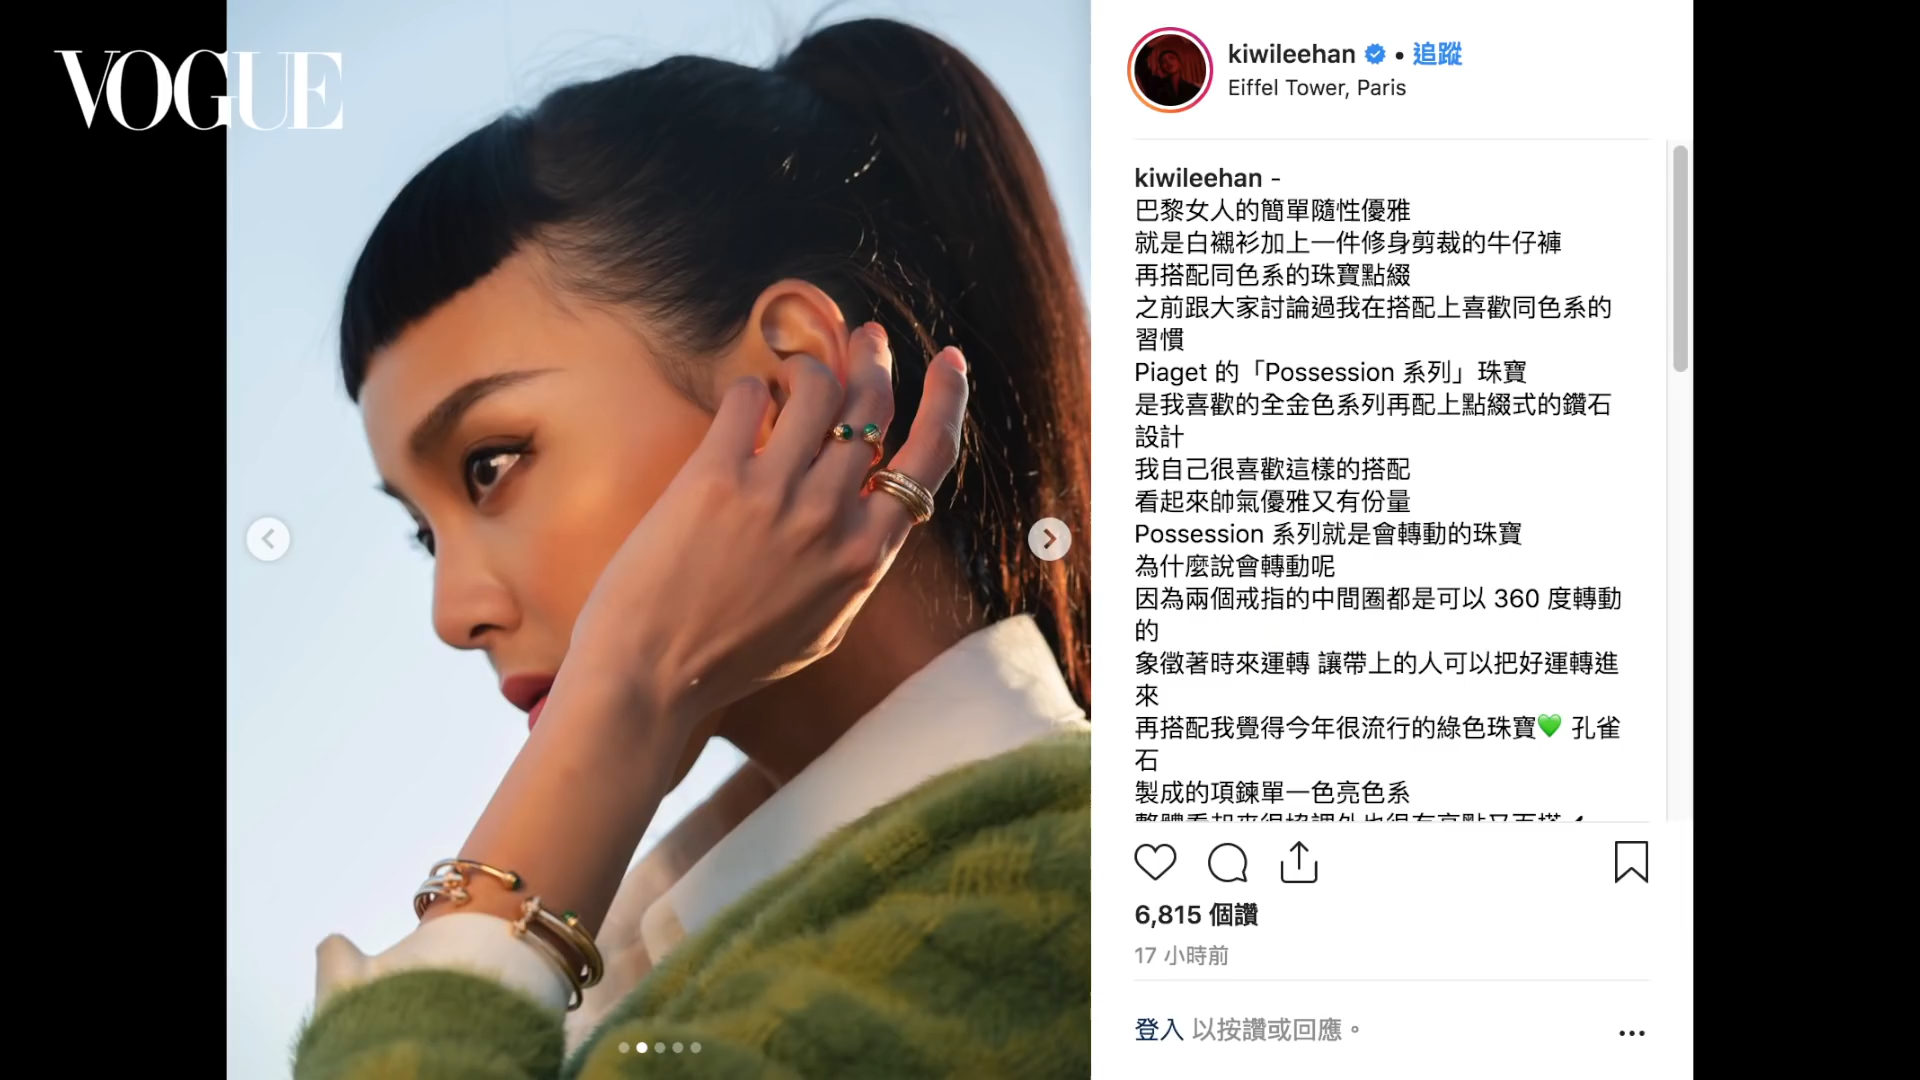 VOGUE
kiwileehan • 追蹤
Eiffel Tower, Paris
kiwileehan -
巴黎女人的簡單隨性優雅
就是白襯衫加上一件修身剪裁的牛仔褲
再搭配同色系的珠寶點綴
之前跟大家討論過我在搭配上喜歡同色系的
習慣
Piaget 的「Possession 系列」珠寶
是我喜歡的全金色系列再配上點綴式的鑽石
設計
我自己很喜歡這樣的搭配
看起來帥氣優雅又有份量
Possession 系列就是會轉動的珠寶
為什麼說會轉動呢
因為兩個戒指的中間圈都是可以 360 度轉動
的
象徵著時來運轉 讓帶上的人可以把好運轉進
來
再搭配我覺得今年很流行的綠色珠寶💚 孔雀
石
製成的項鍊單一色亮色系
6,815 個讚
17 小時前
登入 以按讚或回應。